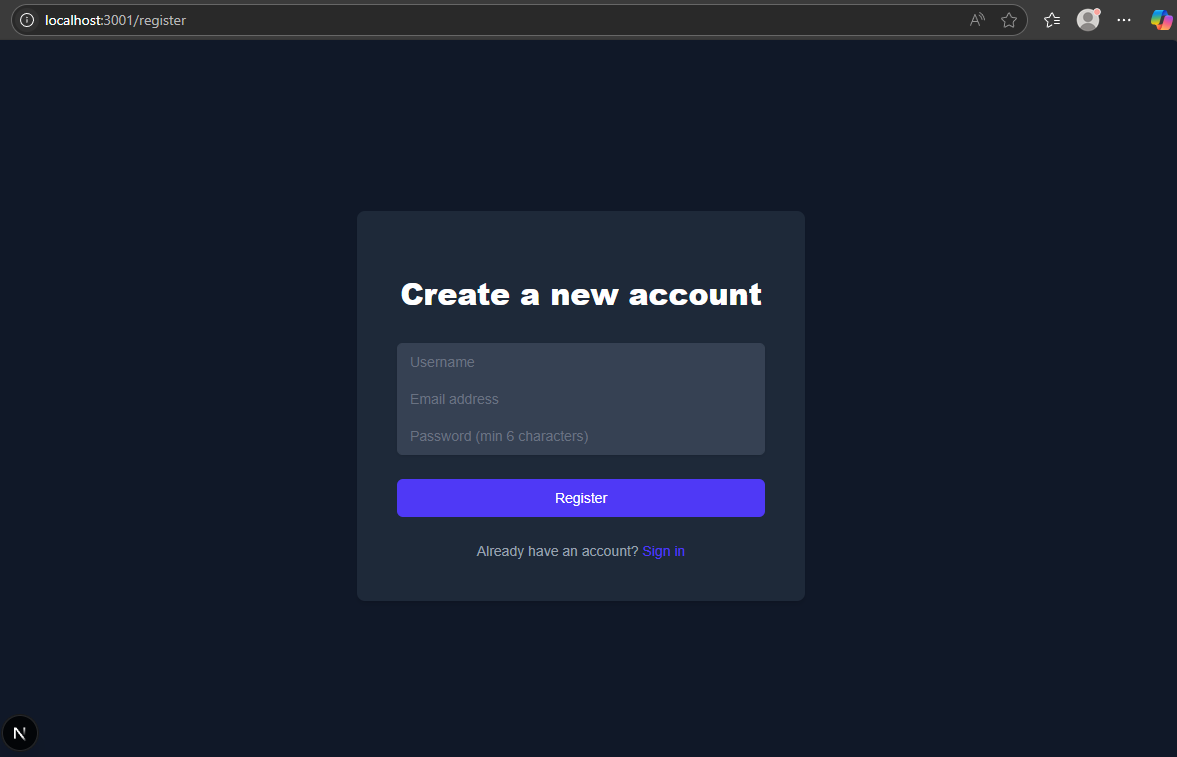 localhost:3001/register
Create a new account
Username
Email address
Password (min 6 characters)
Register
Already have an account? Sign in
N